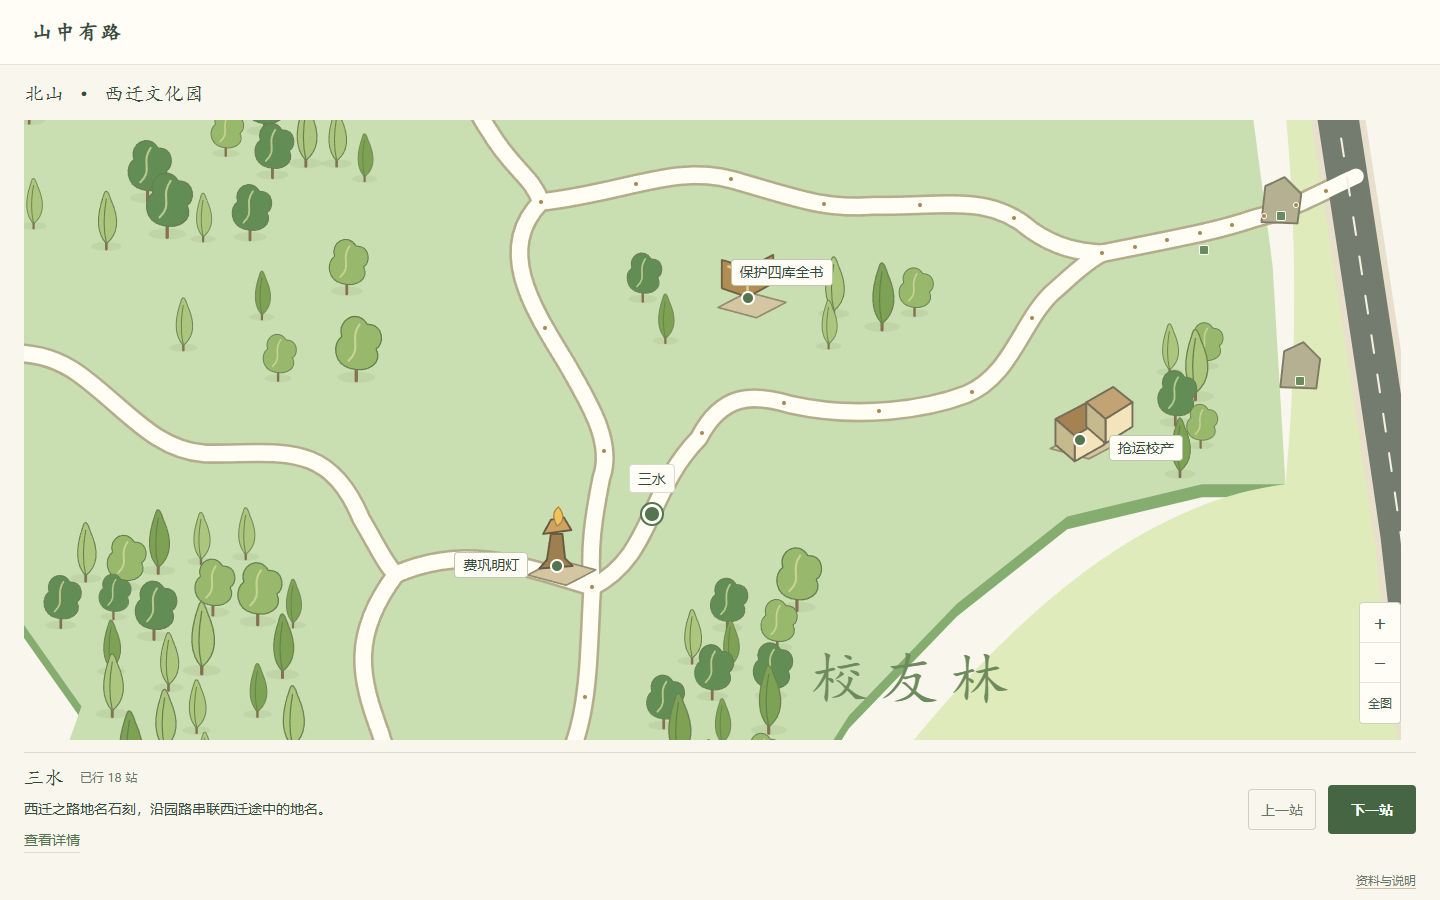 山中有路
北山 • 西迁文化园
保护四库全书
抢运校产
三水
费巩明灯
校友林
+
−
全图
三水 已行 18 站
西迁之路地名石刻，沿园路串联西迁途中的地名。
查看详情
上一站
下一站
资料与说明